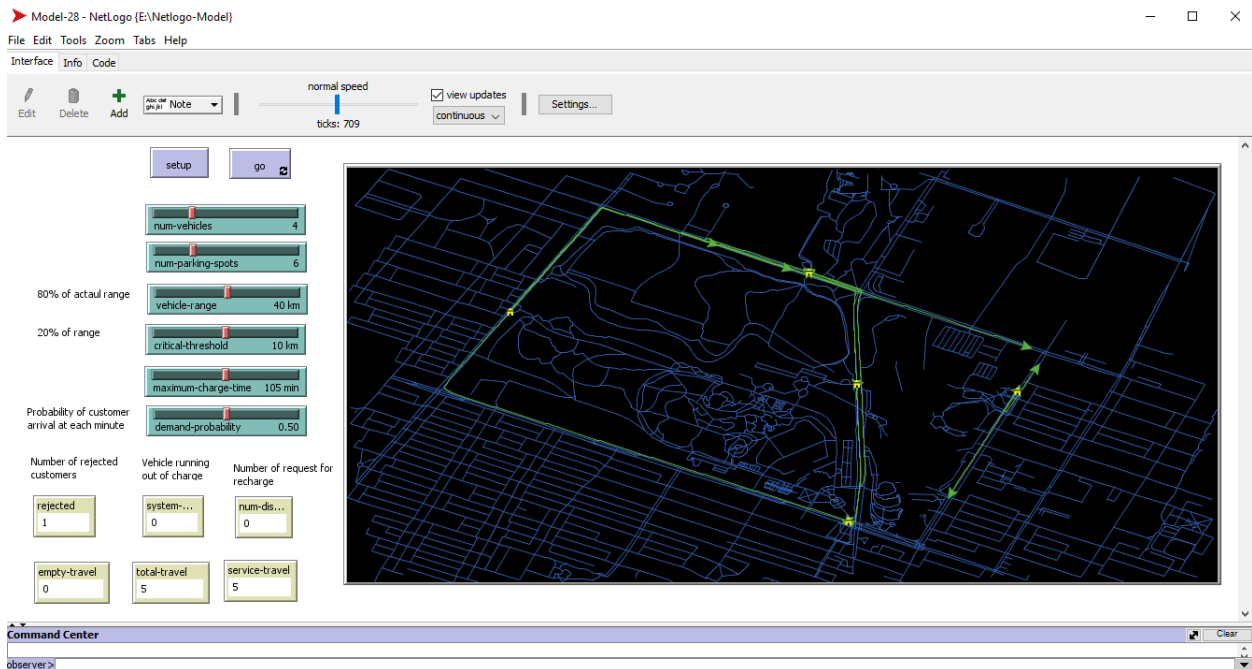 Model-28 - NetLogo {E:\Netlogo-Model}
File Edit Tools Zoom Tabs Help
Interface Info Code
Edit
Delete
Add
Abc def
ghi jkl
Note
normal speed
ticks: 709
view updates
continuous
Settings...
setup
go
num-vehicles 4
num-parking-spots 6
80% of actaul range
vehicle-range 40 km
20% of range
critical-threshold 10 km
maximum-charge-time 105 min
Probability of customer
arrival at each minute
demand-probability 0.50
Number of rejected
customers
Vehicle running
out of charge
Number of request for
recharge
rejected
1
system-...
0
num-dis...
0
empty-travel
0
total-travel
5
service-travel
5
Command Center
Clear
observer>